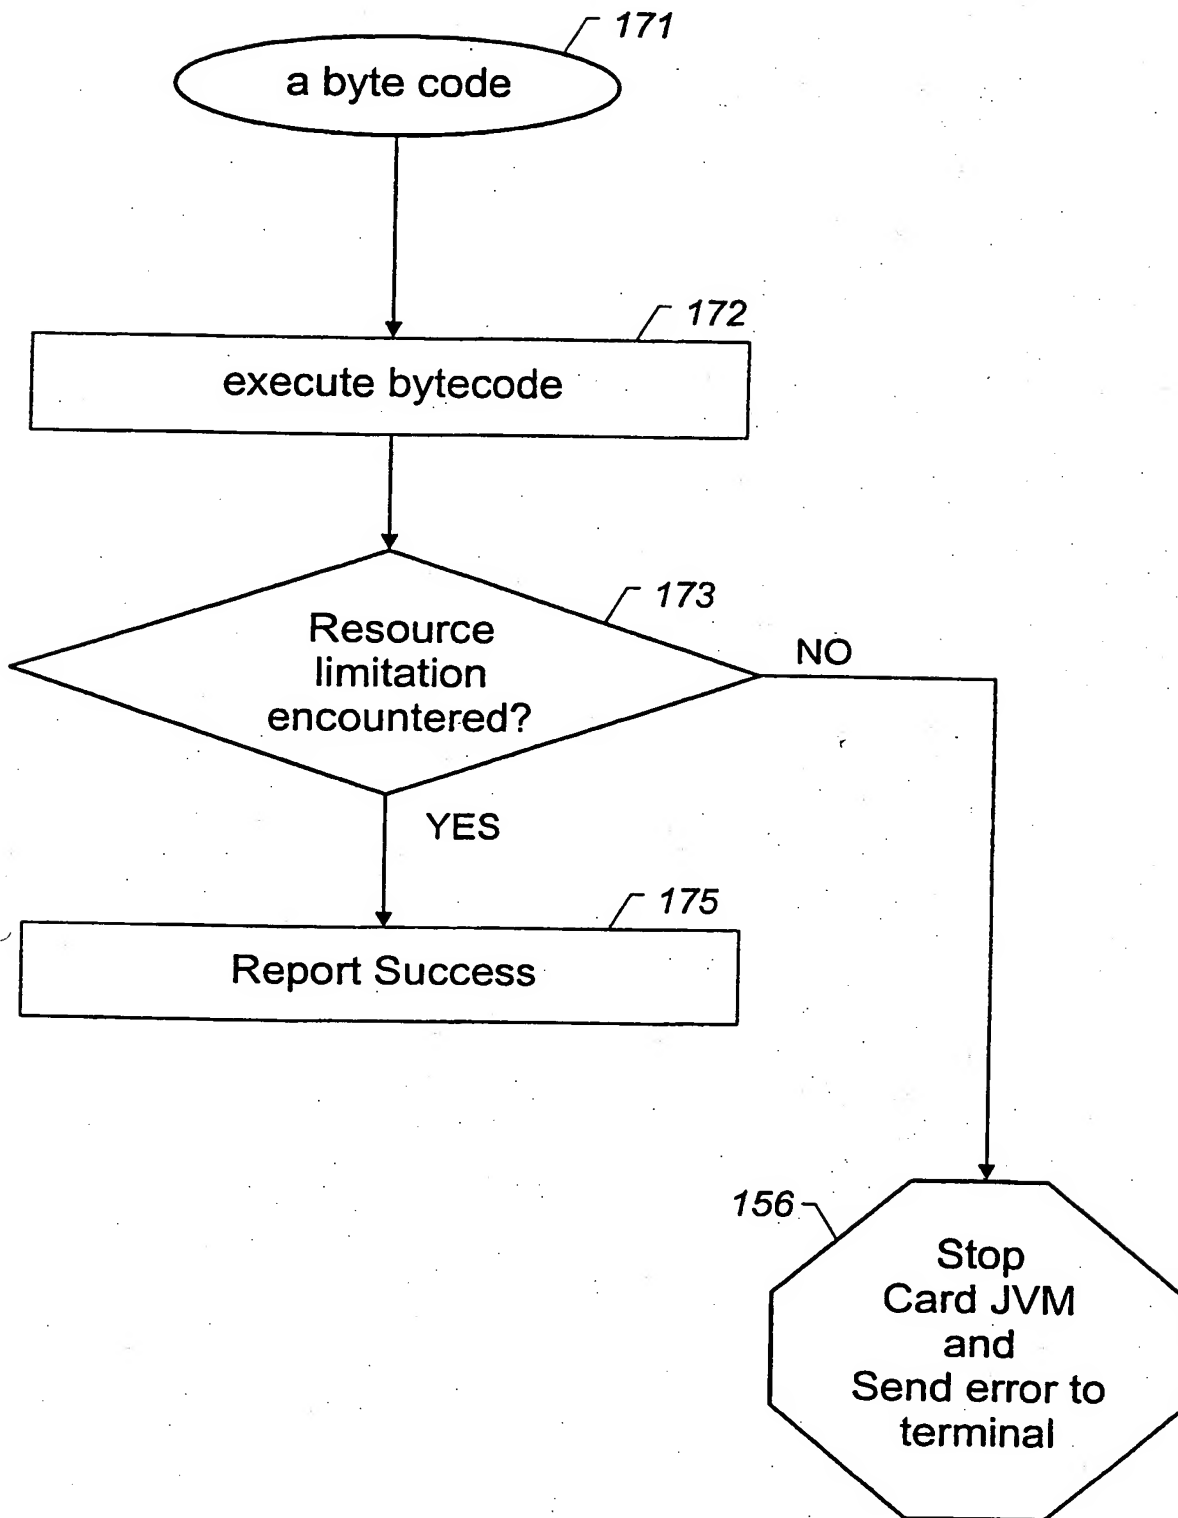 171
a byte code
172
execute bytecode
173
Resource
limitation
encountered?
NO
YES
175
Report Success
156
Stop
Card JVM
and
Send error to
terminal